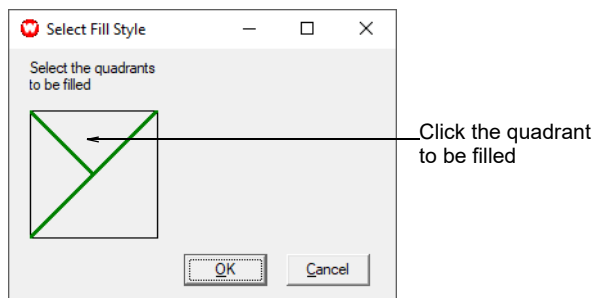 Select Fill Style
Select the quadrants
to be filled
Click the quadrant
to be filled
OK
Cancel